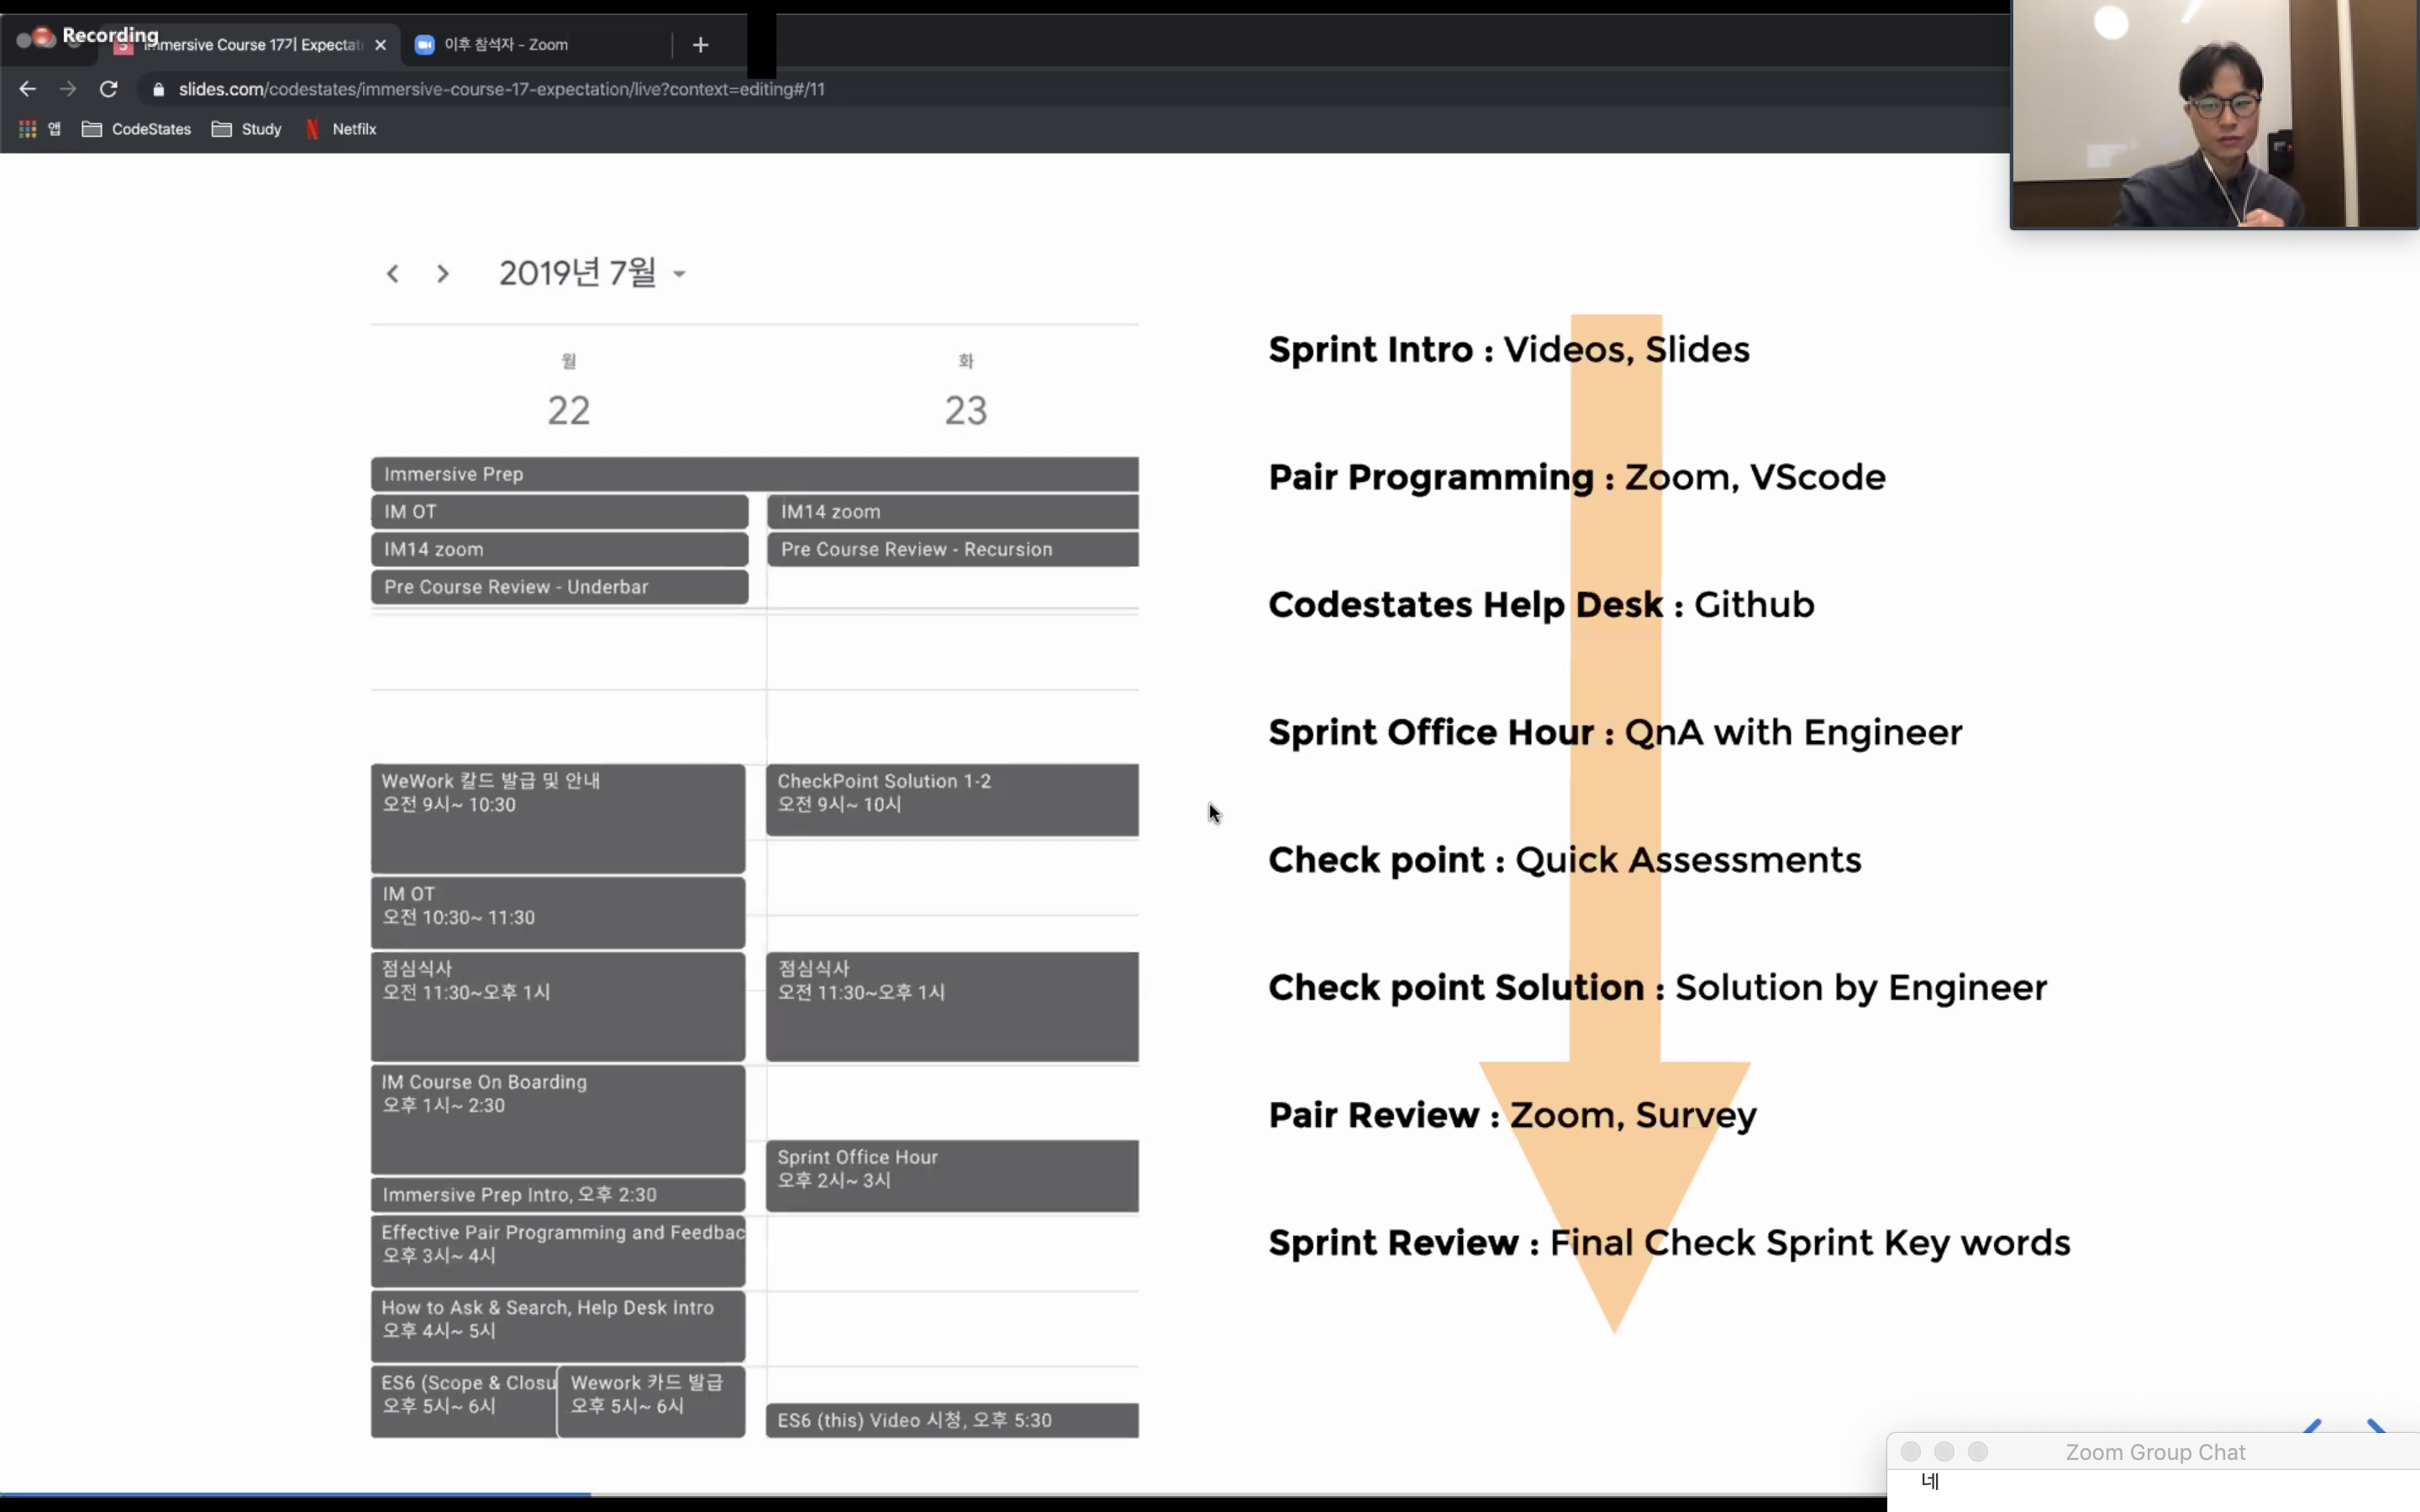 Recording
Immersive Course 17기 Expectati
이후 참석자 - Zoom
slides.com/codestates/immersive-course-17-expectation/live?context=editing#/11
앱
CodeStates
Study
Netfilx
2019년 7월
월
화
22
23
Immersive Prep
IM OT
IM14 zoom
IM14 zoom
Pre Course Review - Recursion
Pre Course Review - Underbar
WeWork 칼드 발급 및 안내
오전 9시~ 10:30
IM OT
오전 10:30~ 11:30
점심식사
오전 11:30~오후 1시
IM Course On Boarding
오후 1시~ 2:30
Immersive Prep Intro, 오후 2:30
Effective Pair Programming and Feedbac
오후 3시~ 4시
How to Ask & Search, Help Desk Intro
오후 4시~ 5시
ES6 (Scope & Closu
오후 5시~ 6시
Wework 카드 발급
오후 5시~ 6시
CheckPoint Solution 1-2
오전 9시~ 10시
점심식사
오전 11:30~오후 1시
Sprint Office Hour
오후 2시~ 3시
ES6 (this) Video 시청, 오후 5:30
Sprint Intro : Videos, Slides
Pair Programming : Zoom, VScode
Codestates Help Desk : Github
Sprint Office Hour : QnA with Engineer
Check point : Quick Assessments
Check point Solution : Solution by Engineer
Pair Review : Zoom, Survey
Sprint Review : Final Check Sprint Key words
Zoom Group Chat
네